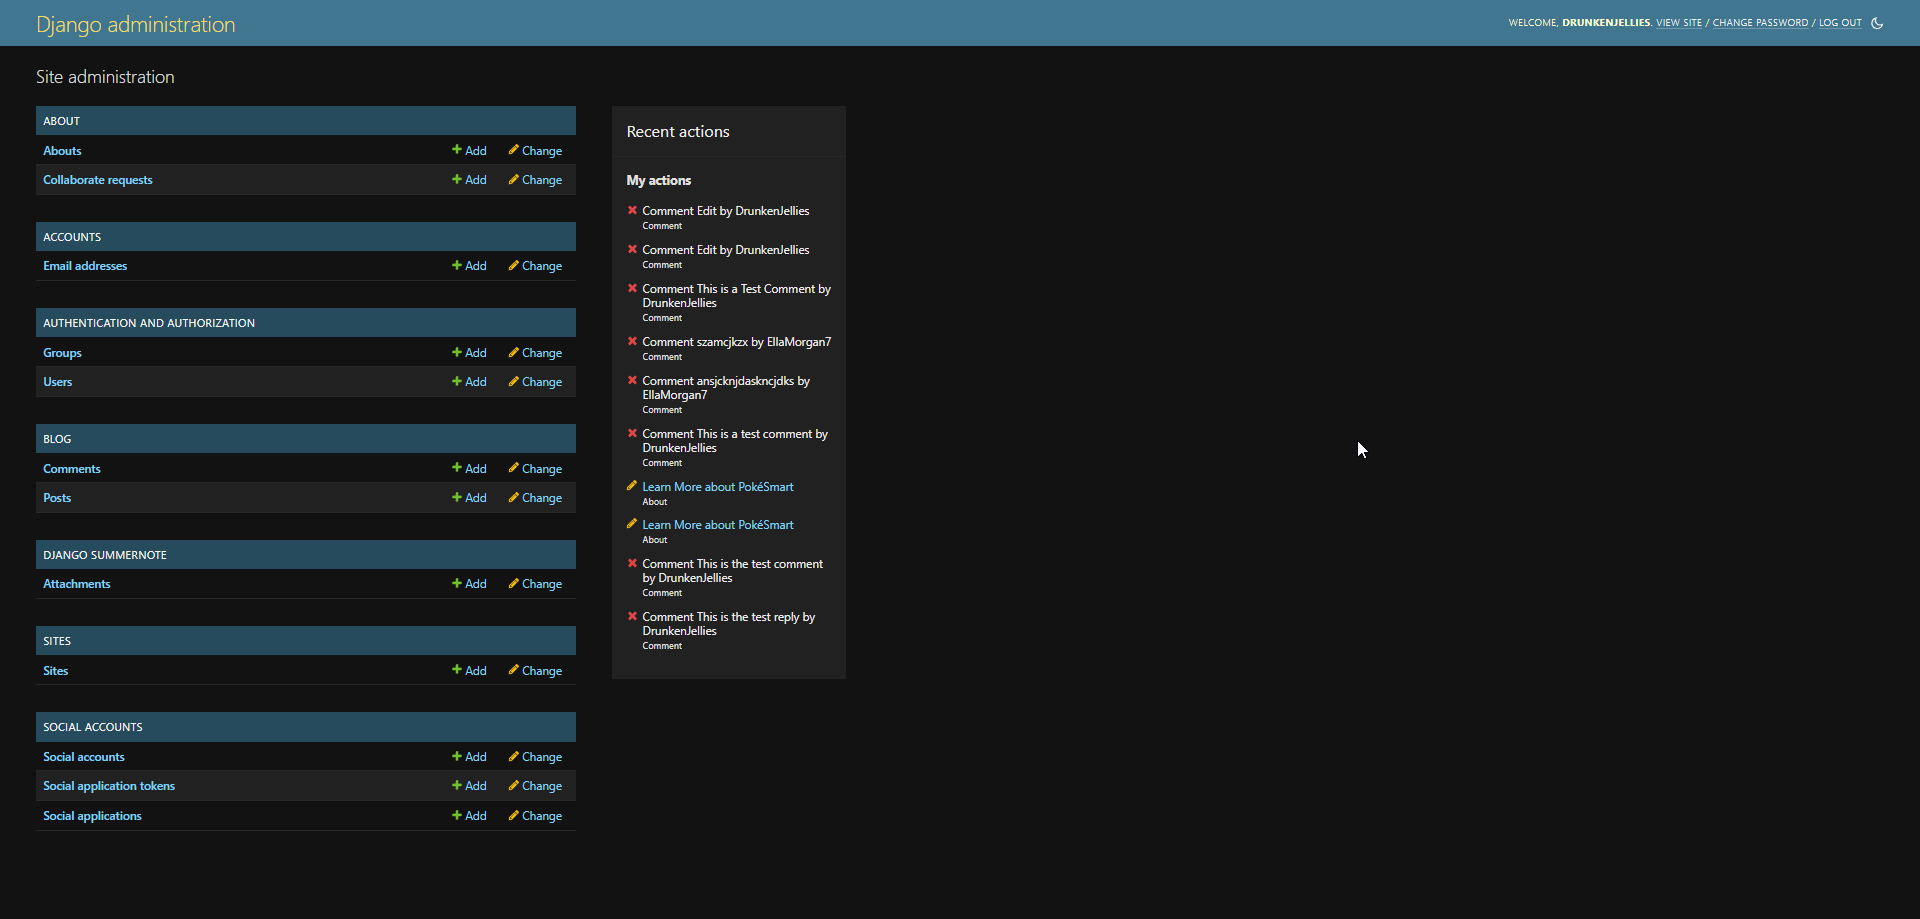 Django administration
WELCOME, DRUNKENJELLIES. VIEW SITE / CHANGE PASSWORD / LOG OUT
Site administration
ABOUT
Abouts Add Change
Collaborate requests Add Change
ACCOUNTS
Email addresses Add Change
AUTHENTICATION AND AUTHORIZATION
Groups Add Change
Users Add Change
BLOG
Comments Add Change
Posts Add Change
DJANGO SUMMERNOTE
Attachments Add Change
SITES
Sites Add Change
SOCIAL ACCOUNTS
Social accounts Add Change
Social application tokens Add Change
Social applications Add Change
Recent actions
My actions
Comment Edit by DrunkenJellies
Comment
Comment Edit by DrunkenJellies
Comment
Comment This is a Test Comment by
DrunkenJellies
Comment
Comment szamcjkzx by EllaMorgan7
Comment
Comment ansjcknjdaskncjdks by
EllaMorgan7
Comment
Comment This is a test comment by
DrunkenJellies
Comment
Learn More about PokéSmart
About
Learn More about PokéSmart
About
Comment This is the test comment
by DrunkenJellies
Comment
Comment This is the test reply by
DrunkenJellies
Comment